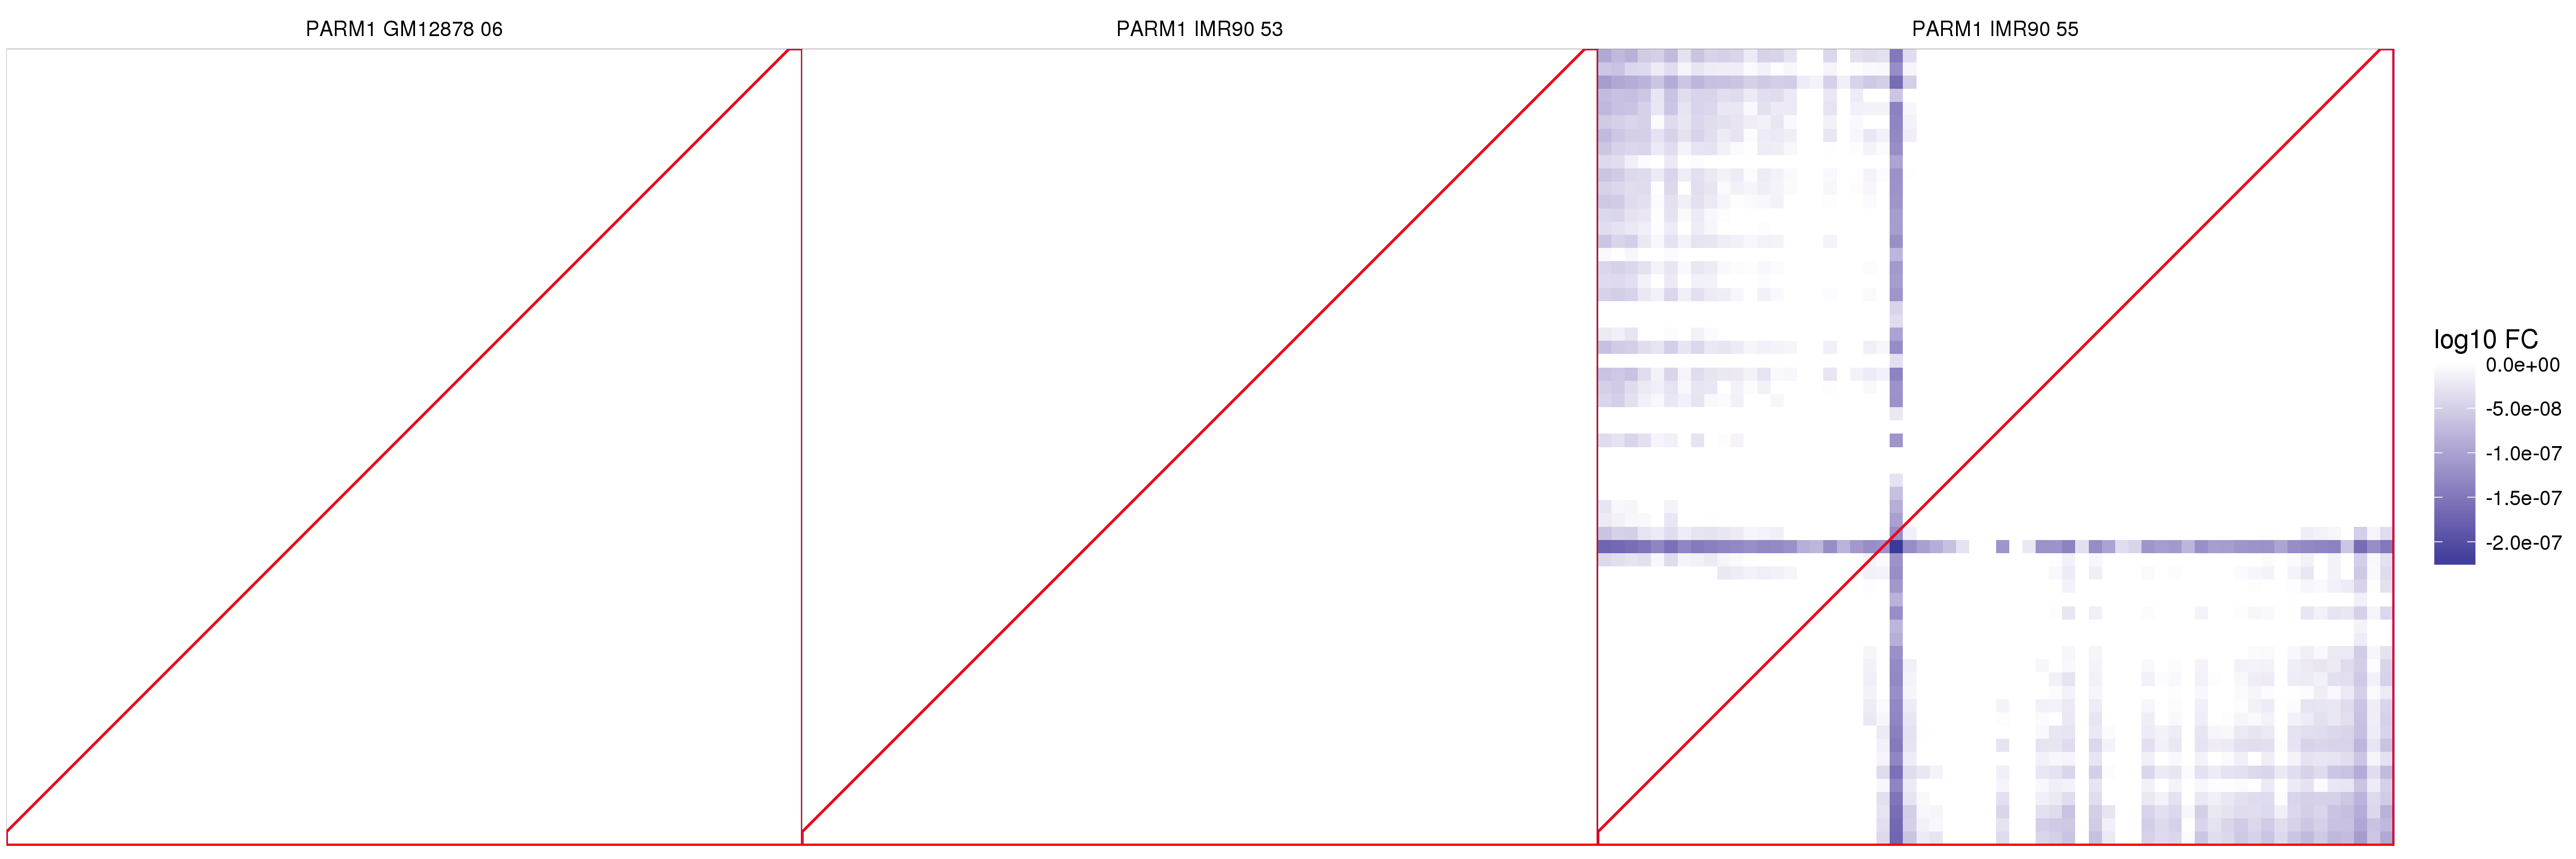 PARM1 GM12878 06
PARM1 IMR90 53
PARM1 IMR90 55
log10 FC
0.0e+00
-5.0e-08
-1.0e-07
-1.5e-07
-2.0e-07